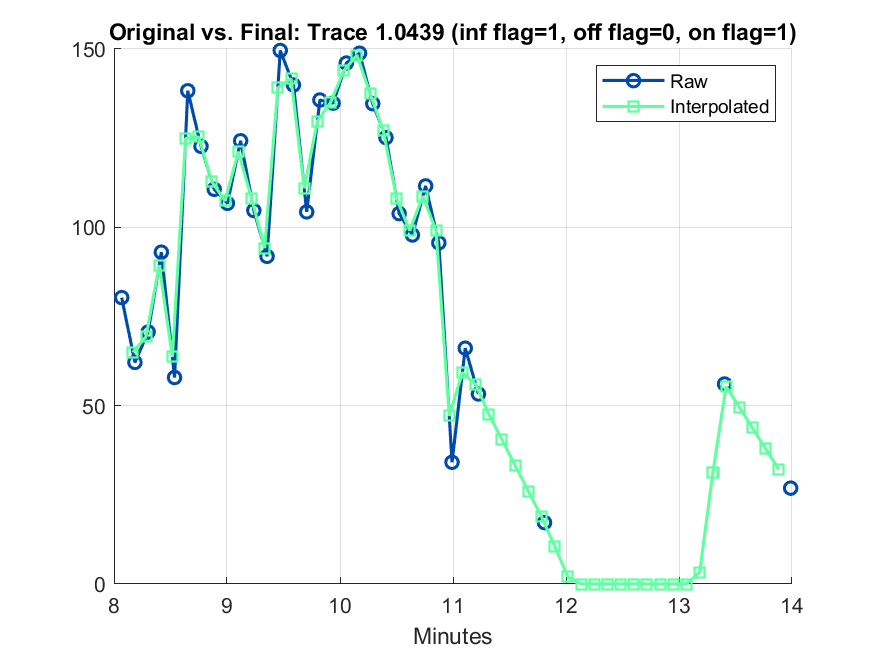 Original vs. Final: Trace 1.0439 (inf flag=1, off flag=0, on flag=1)
150
Raw
Interpolated
100
50
0
8 9 10 11 12 13 14
Minutes